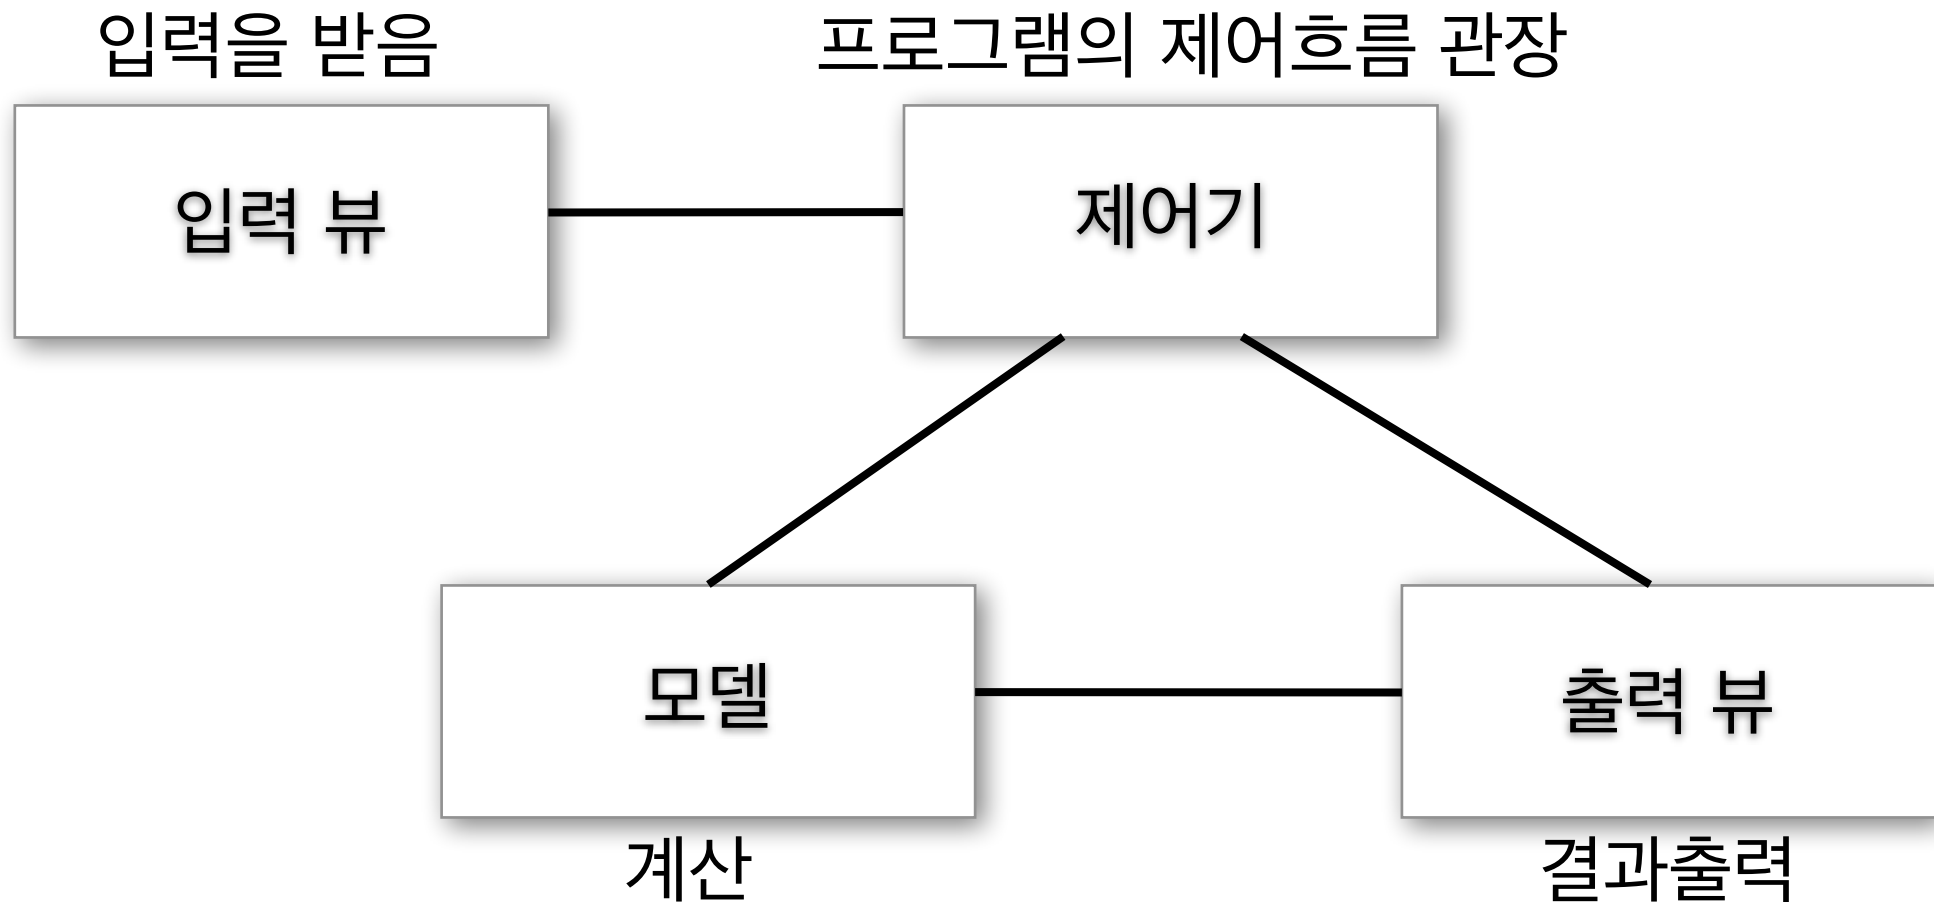 입력을 받음
프로그램의 제어흐름 관장
입력 뷰
제어기
모델
출력 뷰
계산
결과출력